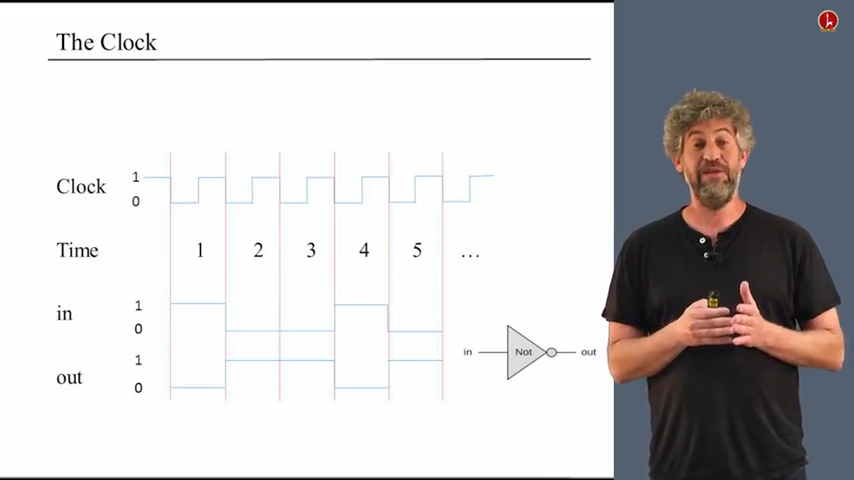 The Clock
Clock 1
0
Time 1 2 3 4 5 ...
in 1
0
out 1
0
in Not out